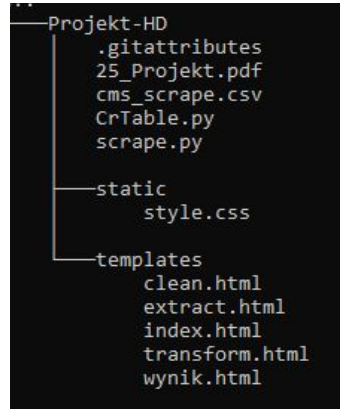 Projekt-HD
.gitattributes
25_Projekt.pdf
cms_scrape.csv
CrTable.py
scrape.py
static
style.css
templates
clean.html
extract.html
index.html
transform.html
wynik.html